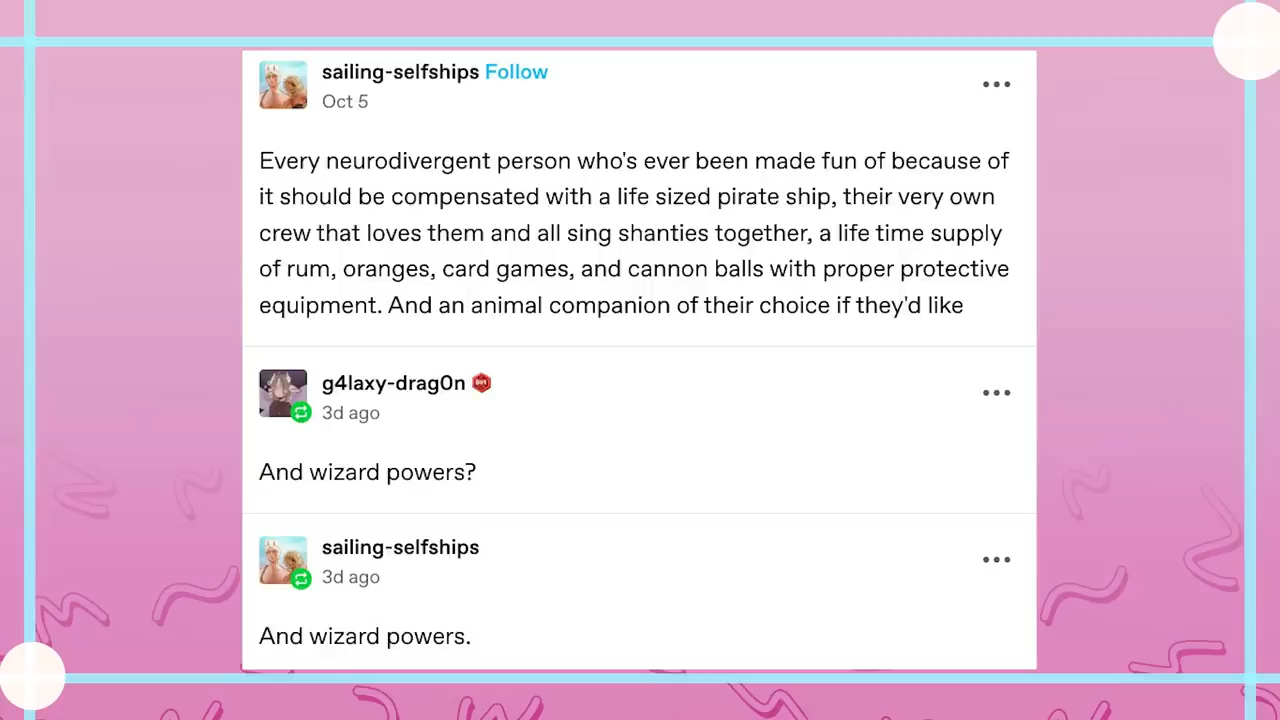 sailing-selfships Follow
Oct 5
Every neurodivergent person who's ever been made fun of because of
it should be compensated with a life sized pirate ship, their very own
crew that loves them and all sing shanties together, a life time supply
of rum, oranges, card games, and cannon balls with proper protective
equipment. And an animal companion of their choice if they'd like
g4laxy-drag0n
3d ago
And wizard powers?
sailing-selfships
3d ago
And wizard powers.